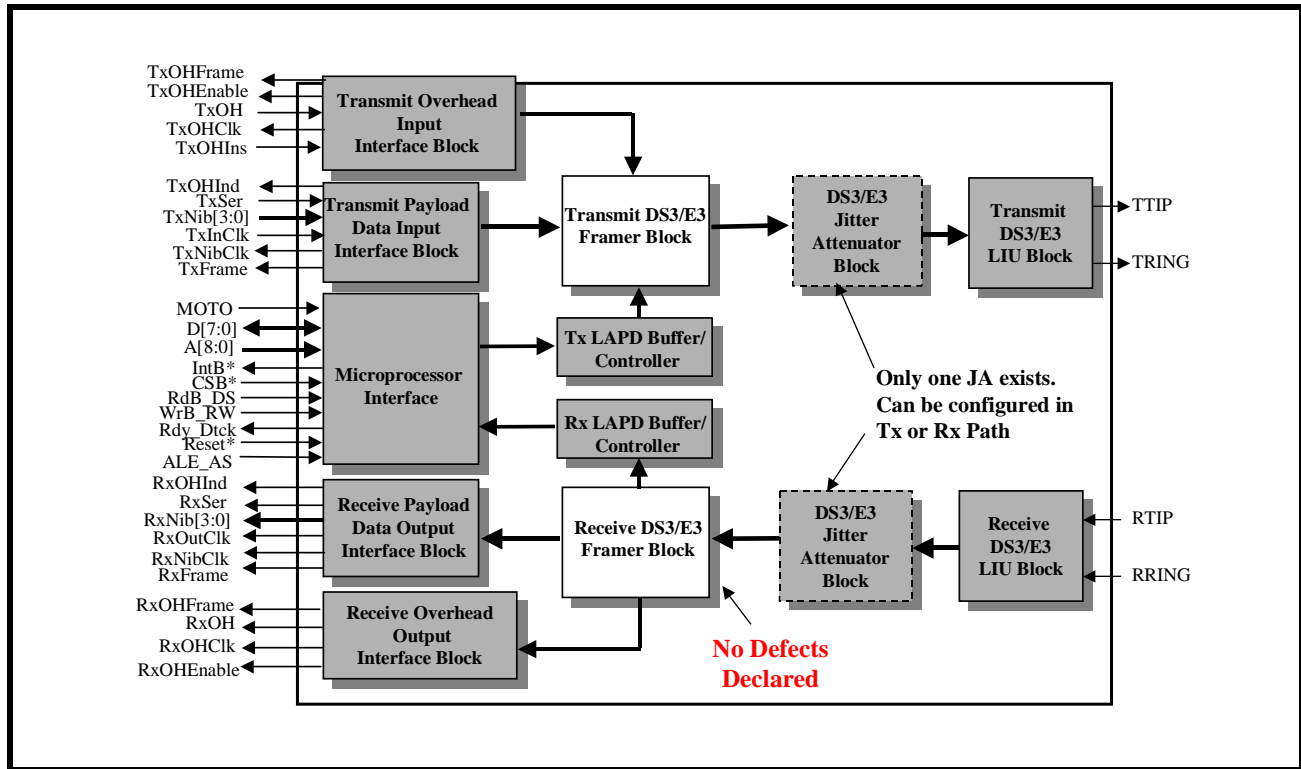 TxOHFrame
TxOHEnable
TxOH
TxOHClk
TxOHIns
Transmit Overhead
Input
Interface Block
TxOHInd
TxSer
TxNib[3:0]
TxInClk
TxNibClk
TxFrame
Transmit Payload
Data Input
Interface Block
Transmit DS3/E3
Framer Block
DS3/E3
Jitter
Attenuator
Block
Transmit
DS3/E3
LIU Block
TTIP
TRING
MOTO
D[7:0]
A[8:0]
IntB*
CSB*
RdB_DS
WrB_RW
Rdy_Dtck
Reset*
ALE_AS
Microprocessor
Interface
Tx LAPD Buffer/
Controller
Rx LAPD Buffer/
Controller
Only one JA exists.
Can be configured in
Tx or Rx Path
RxOHInd
RxSer
RxNib[3:0]
RxOutClk
RxNibClk
RxFrame
Receive Payload
Data Output
Interface Block
Receive DS3/E3
Framer Block
DS3/E3
Jitter
Attenuator
Block
Receive
DS3/E3
LIU Block
RTIP
RRING
RxOHFrame
RxOH
RxOHClk
RxOHEnable
Receive Overhead
Output
Interface Block
No Defects
Declared